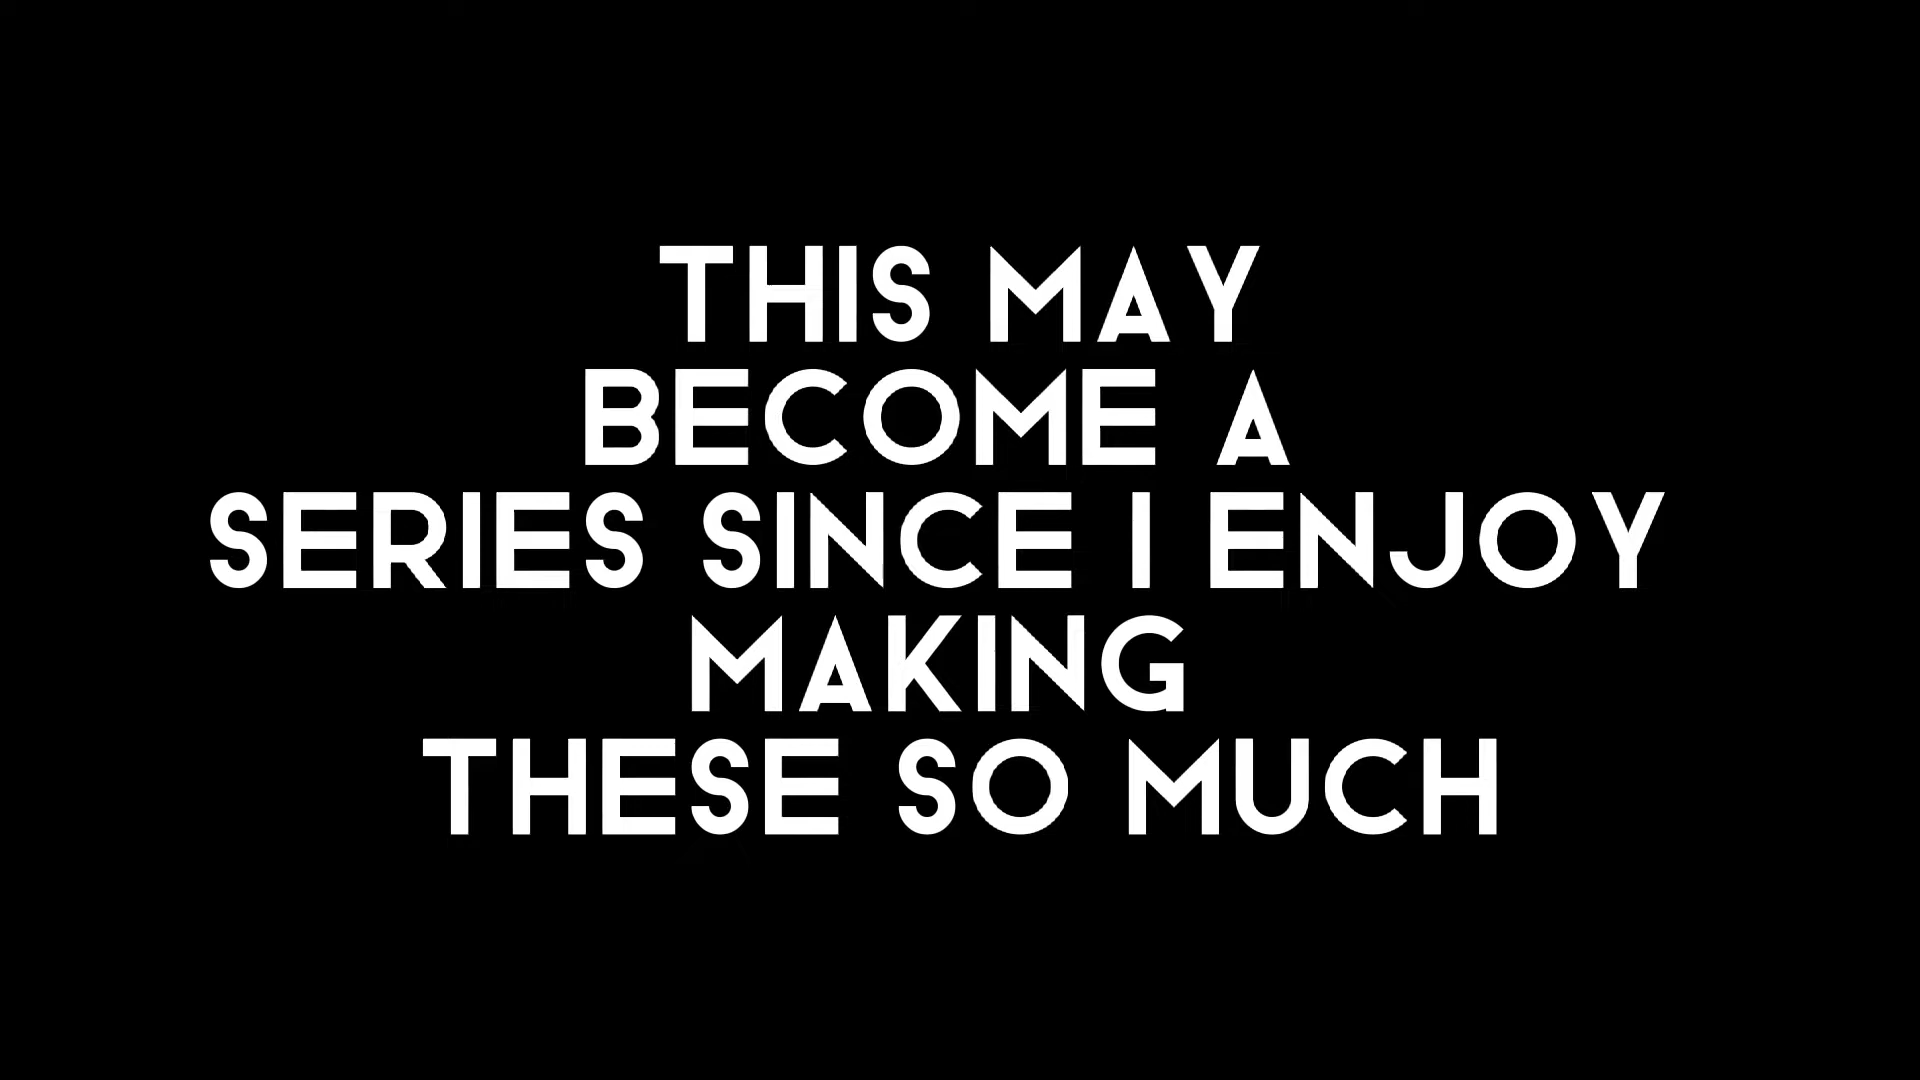 THIS MAY
BECOME A
SERIES SINCE I ENJOY
MAKING
THESE SO MUCH